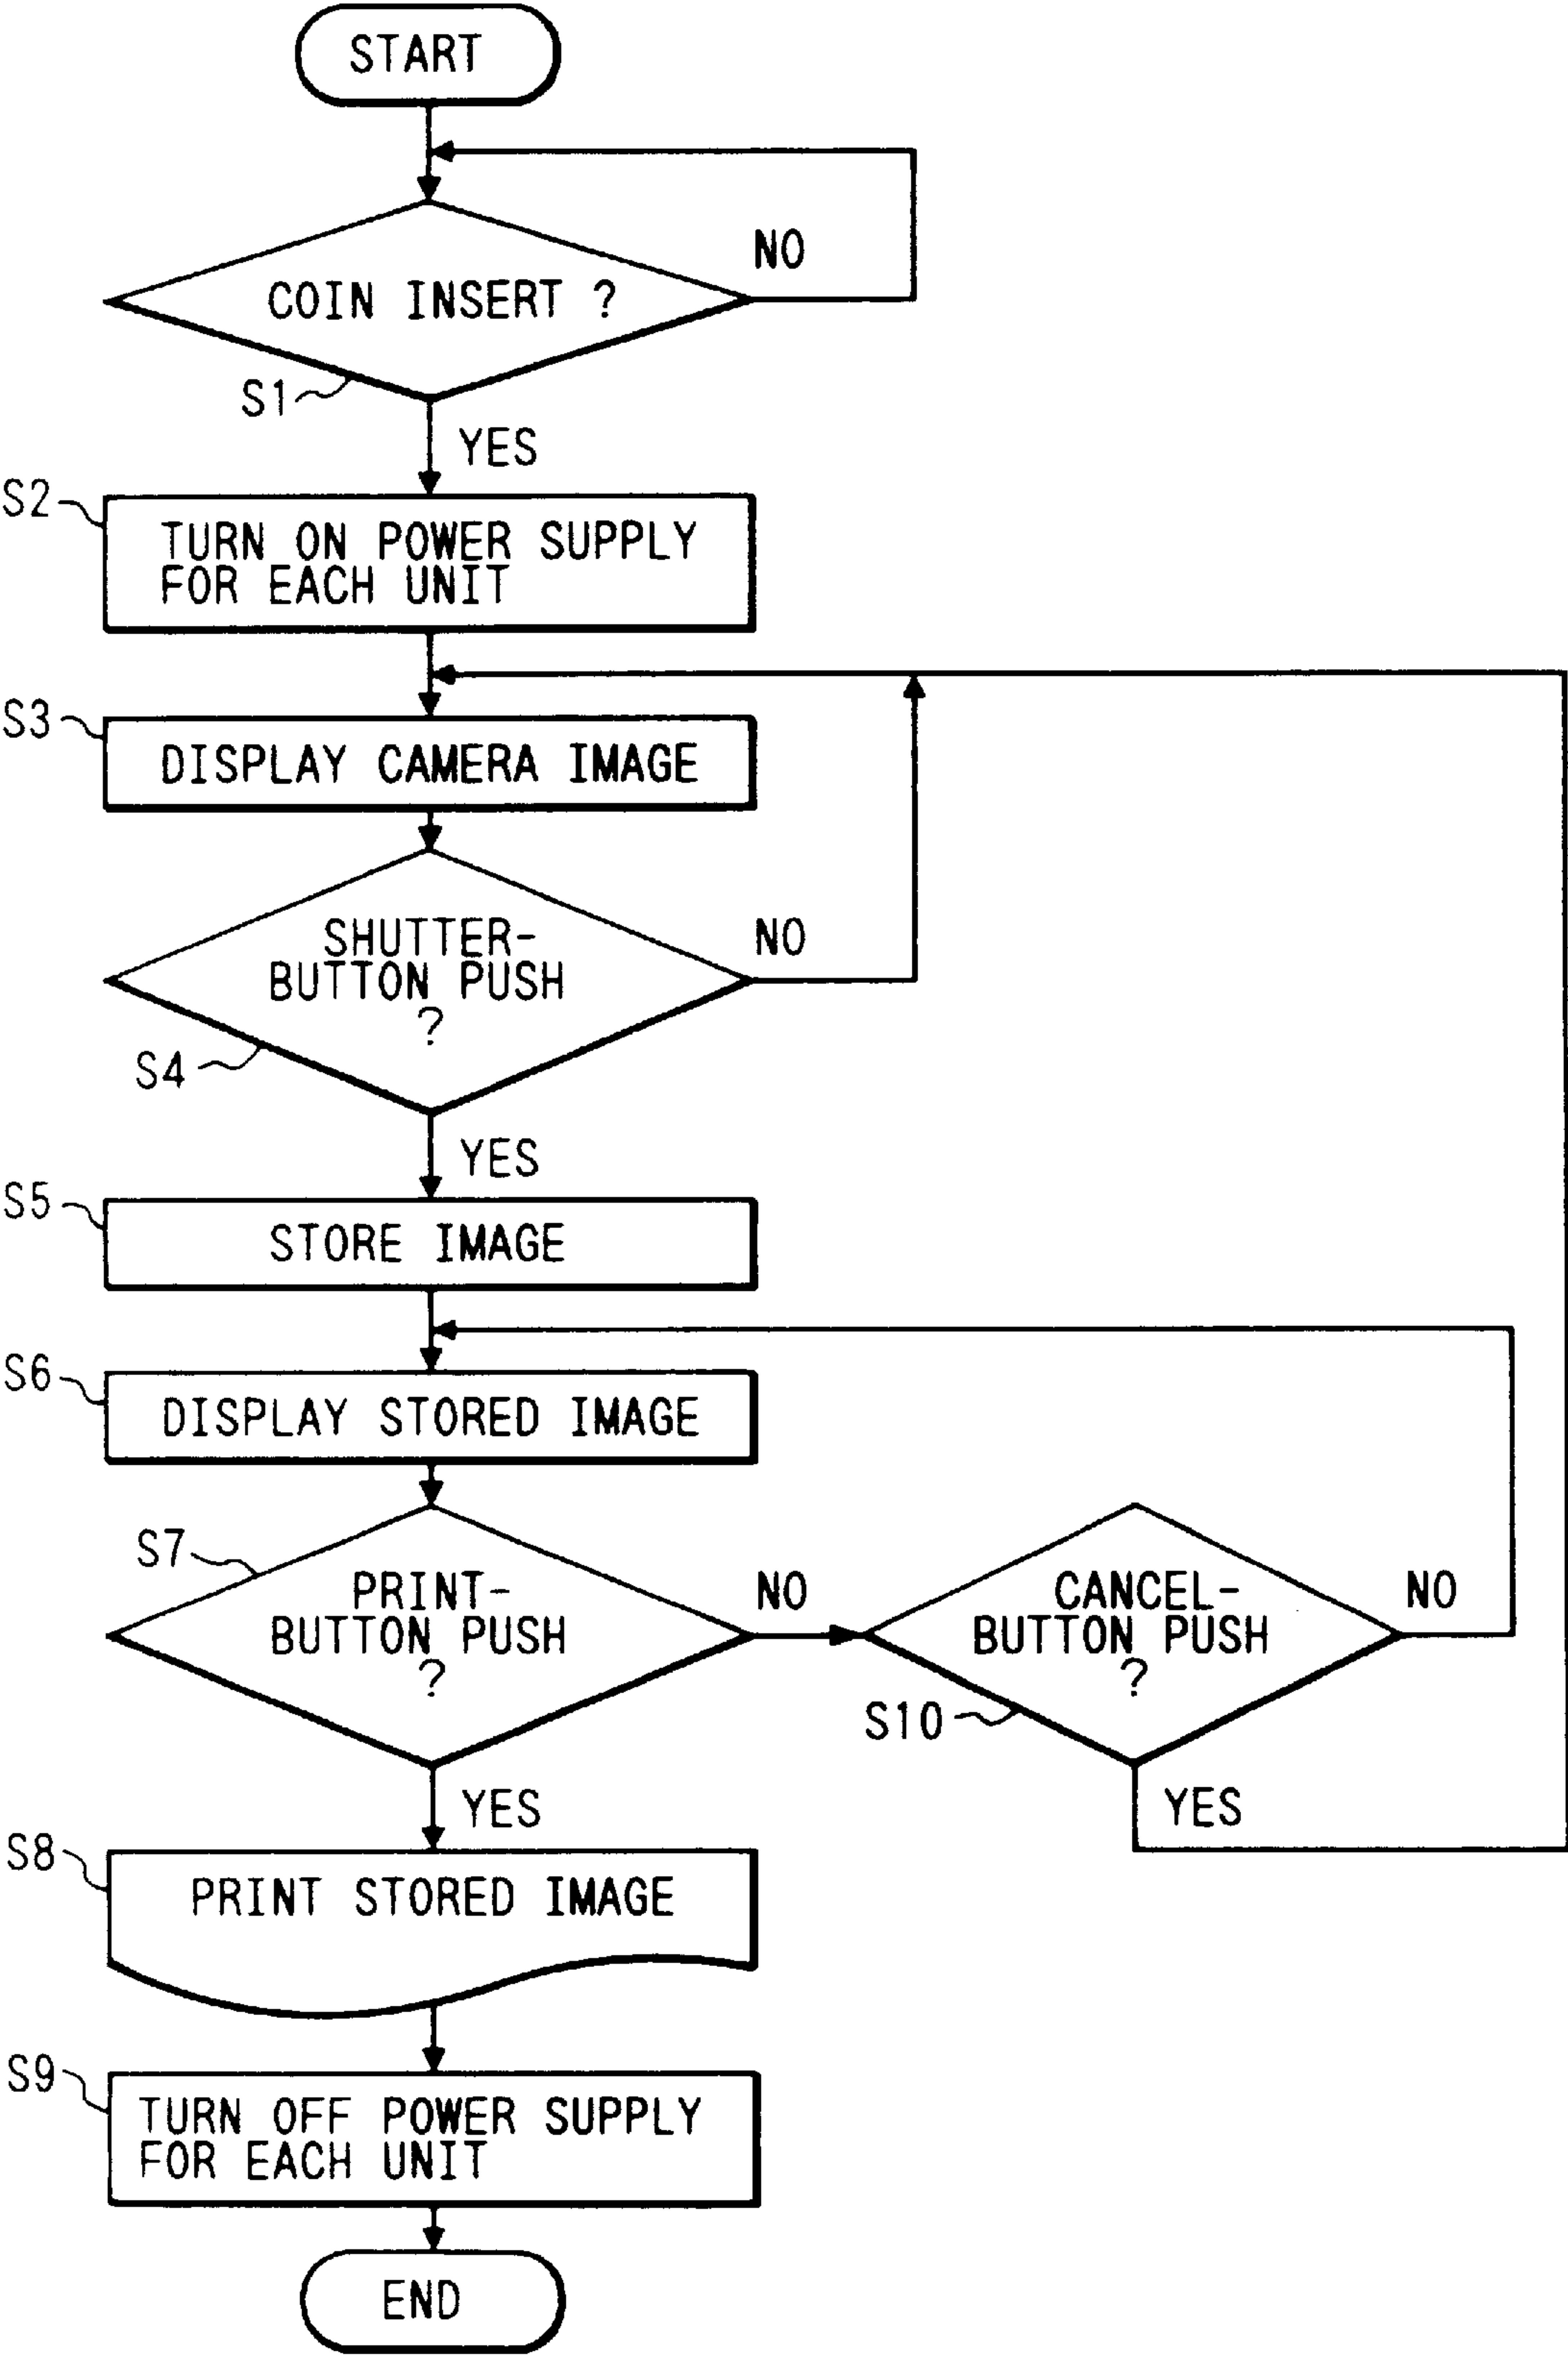 START
NO
COIN INSERT ?
S1
YES
S2
TURN ON POWER SUPPLY
FOR EACH UNIT
S3
DISPLAY CAMERA IMAGE
SHUTTER-
BUTTON PUSH
?
NO
S4
YES
S5
STORE IMAGE
S6
DISPLAY STORED IMAGE
S7
PRINT-
BUTTON PUSH
?
NO
CANCEL-
BUTTON PUSH
?
NO
S10
YES
YES
S8
PRINT STORED IMAGE
S9
TURN OFF POWER SUPPLY
FOR EACH UNIT
END